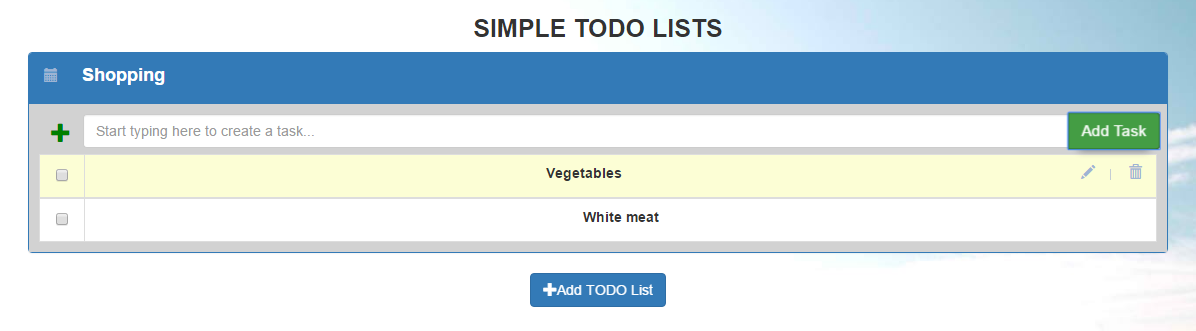 SIMPLE TODO LISTS
Shopping
Start typing here to create a task...
Add Task
Vegetables
White meat
Add TODO List